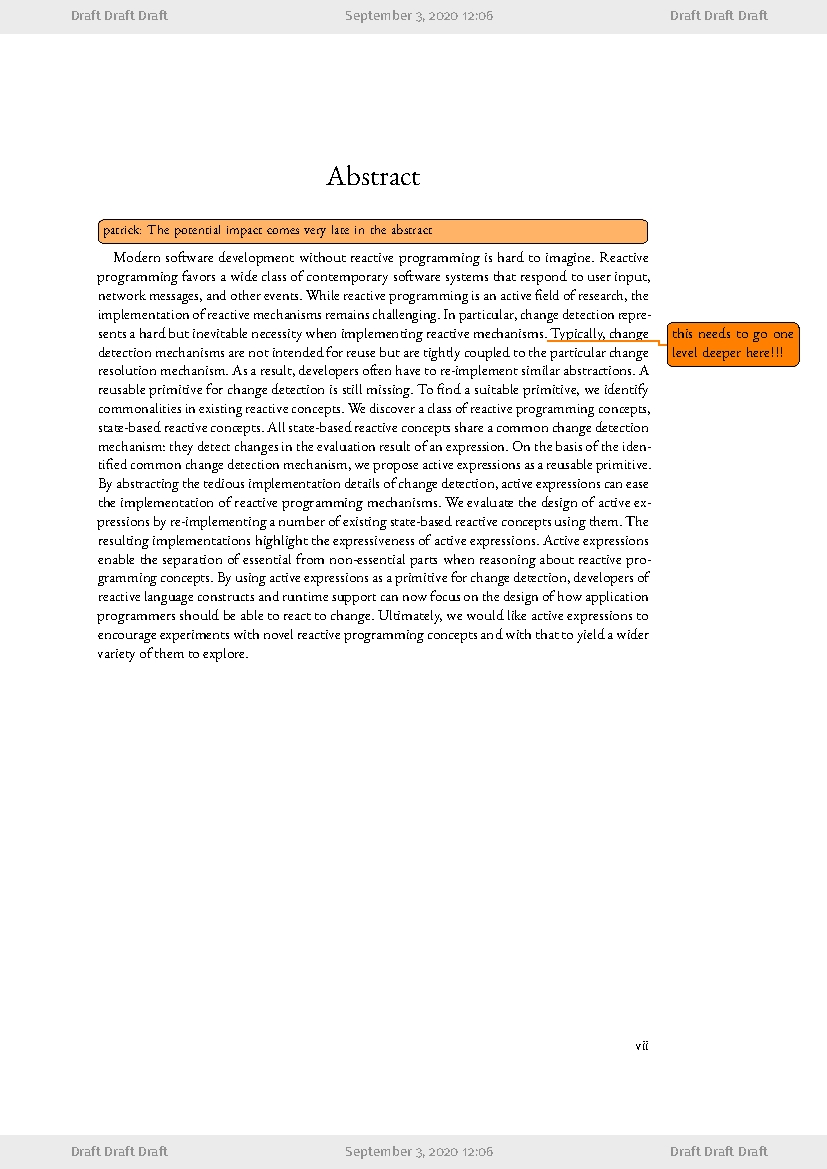 Draft Draft Draft September 3, 2020 12:06 Draft Draft Draft
Abstract
patrick: The potential impact comes very late in the abstract
Modern software development without reactive programming is hard to imagine. Reactive
programming favors a wide class of contemporary software systems that respond to user input,
network messages, and other events. While reactive programming is an active field of research, the
implementation of reactive mechanisms remains challenging. In particular, change detection repre-
sents a hard but inevitable necessity when implementing reactive mechanisms. Typically, change
detection mechanisms are not intended for reuse but are tightly coupled to the particular change
resolution mechanism. As a result, developers often have to re-implement similar abstractions. A
reusable primitive for change detection is still missing. To find a suitable primitive, we identify
commonalities in existing reactive concepts. We discover a class of reactive programming concepts,
state-based reactive concepts. All state-based reactive concepts share a common change detection
mechanism: they detect changes in the evaluation result of an expression. On the basis of the iden-
tified common change detection mechanism, we propose active expressions as a reusable primitive.
By abstracting the tedious implementation details of change detection, active expressions can ease
the implementation of reactive programming mechanisms. We evaluate the design of active ex-
pressions by re-implementing a number of existing state-based reactive concepts using them. The
resulting implementations highlight the expressiveness of active expressions. Active expressions
enable the separation of essential from non-essential parts when reasoning about reactive pro-
gramming concepts. By using active expressions as a primitive for change detection, developers of
reactive language constructs and runtime support can now focus on the design of how application
programmers should be able to react to change. Ultimately, we would like active expressions to
encourage experiments with novel reactive programming concepts and with that to yield a wider
variety of them to explore.
this needs to go one
level deeper here!!!
vii
Draft Draft Draft September 3, 2020 12:06 Draft Draft Draft